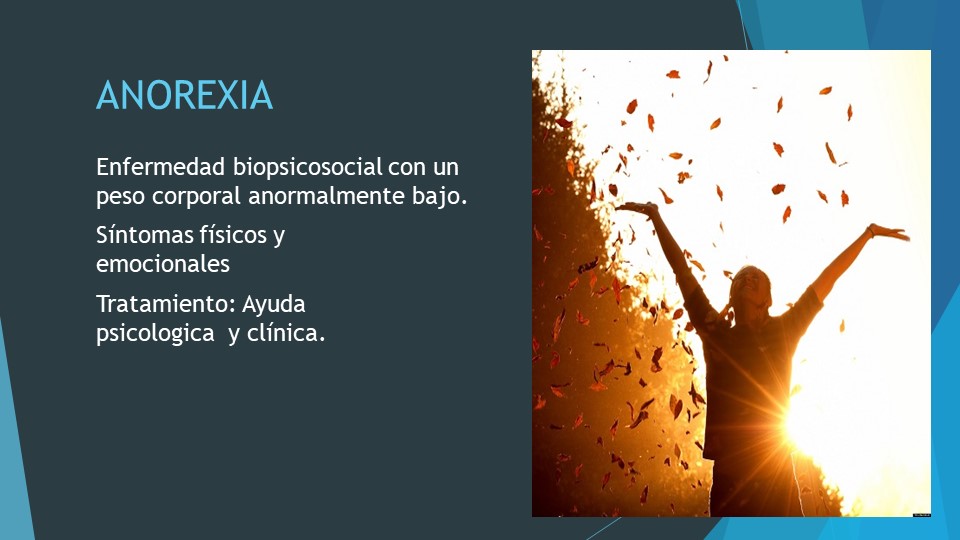 ANOREXIA
Enfermedad biopsicosocial con un
peso corporal anormalmente bajo.
Síntomas físicos y
emocionales
Tratamiento: Ayuda
psicologica  y clínica.